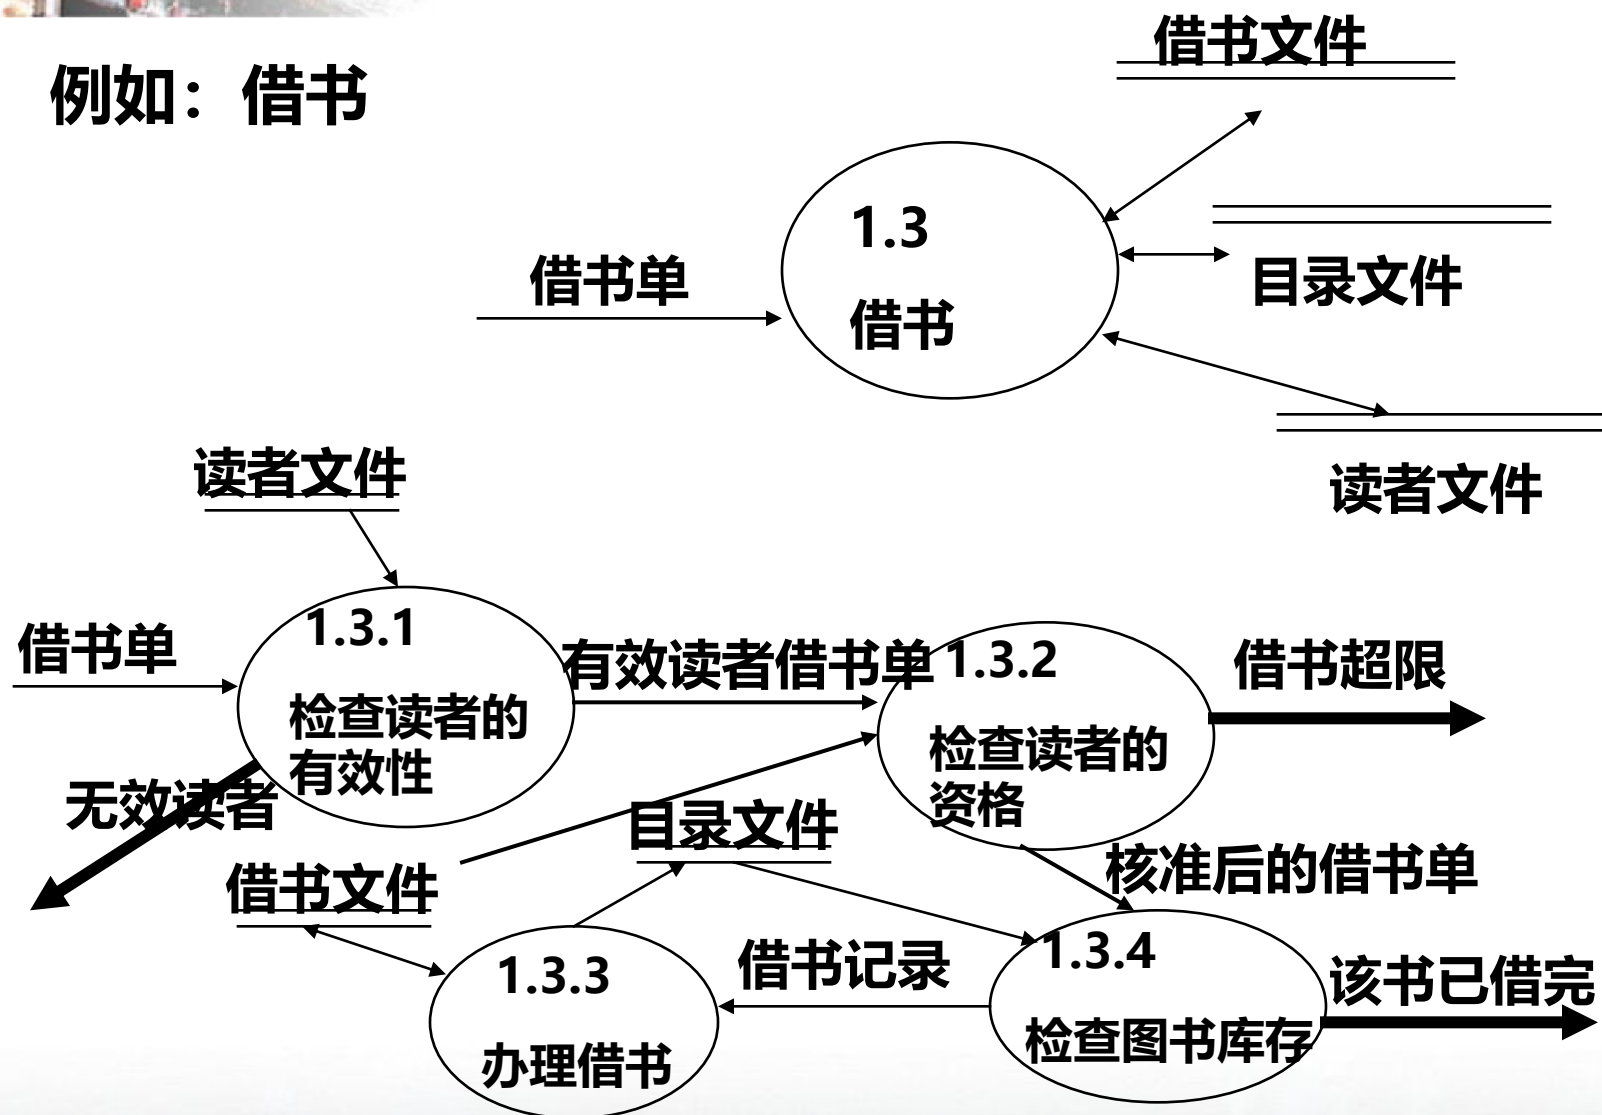 例如：借书
借书文件
1.3
借书
借书单
目录文件
读者文件
读者文件
借书单
1.3.1
检查读者的
有效性
有效读者借书单
1.3.2
检查读者的
资格
借书超限
无效读者
目录文件
借书文件
核准后的借书单
1.3.3
办理借书
借书记录
1.3.4
检查图书库存
该书已借完